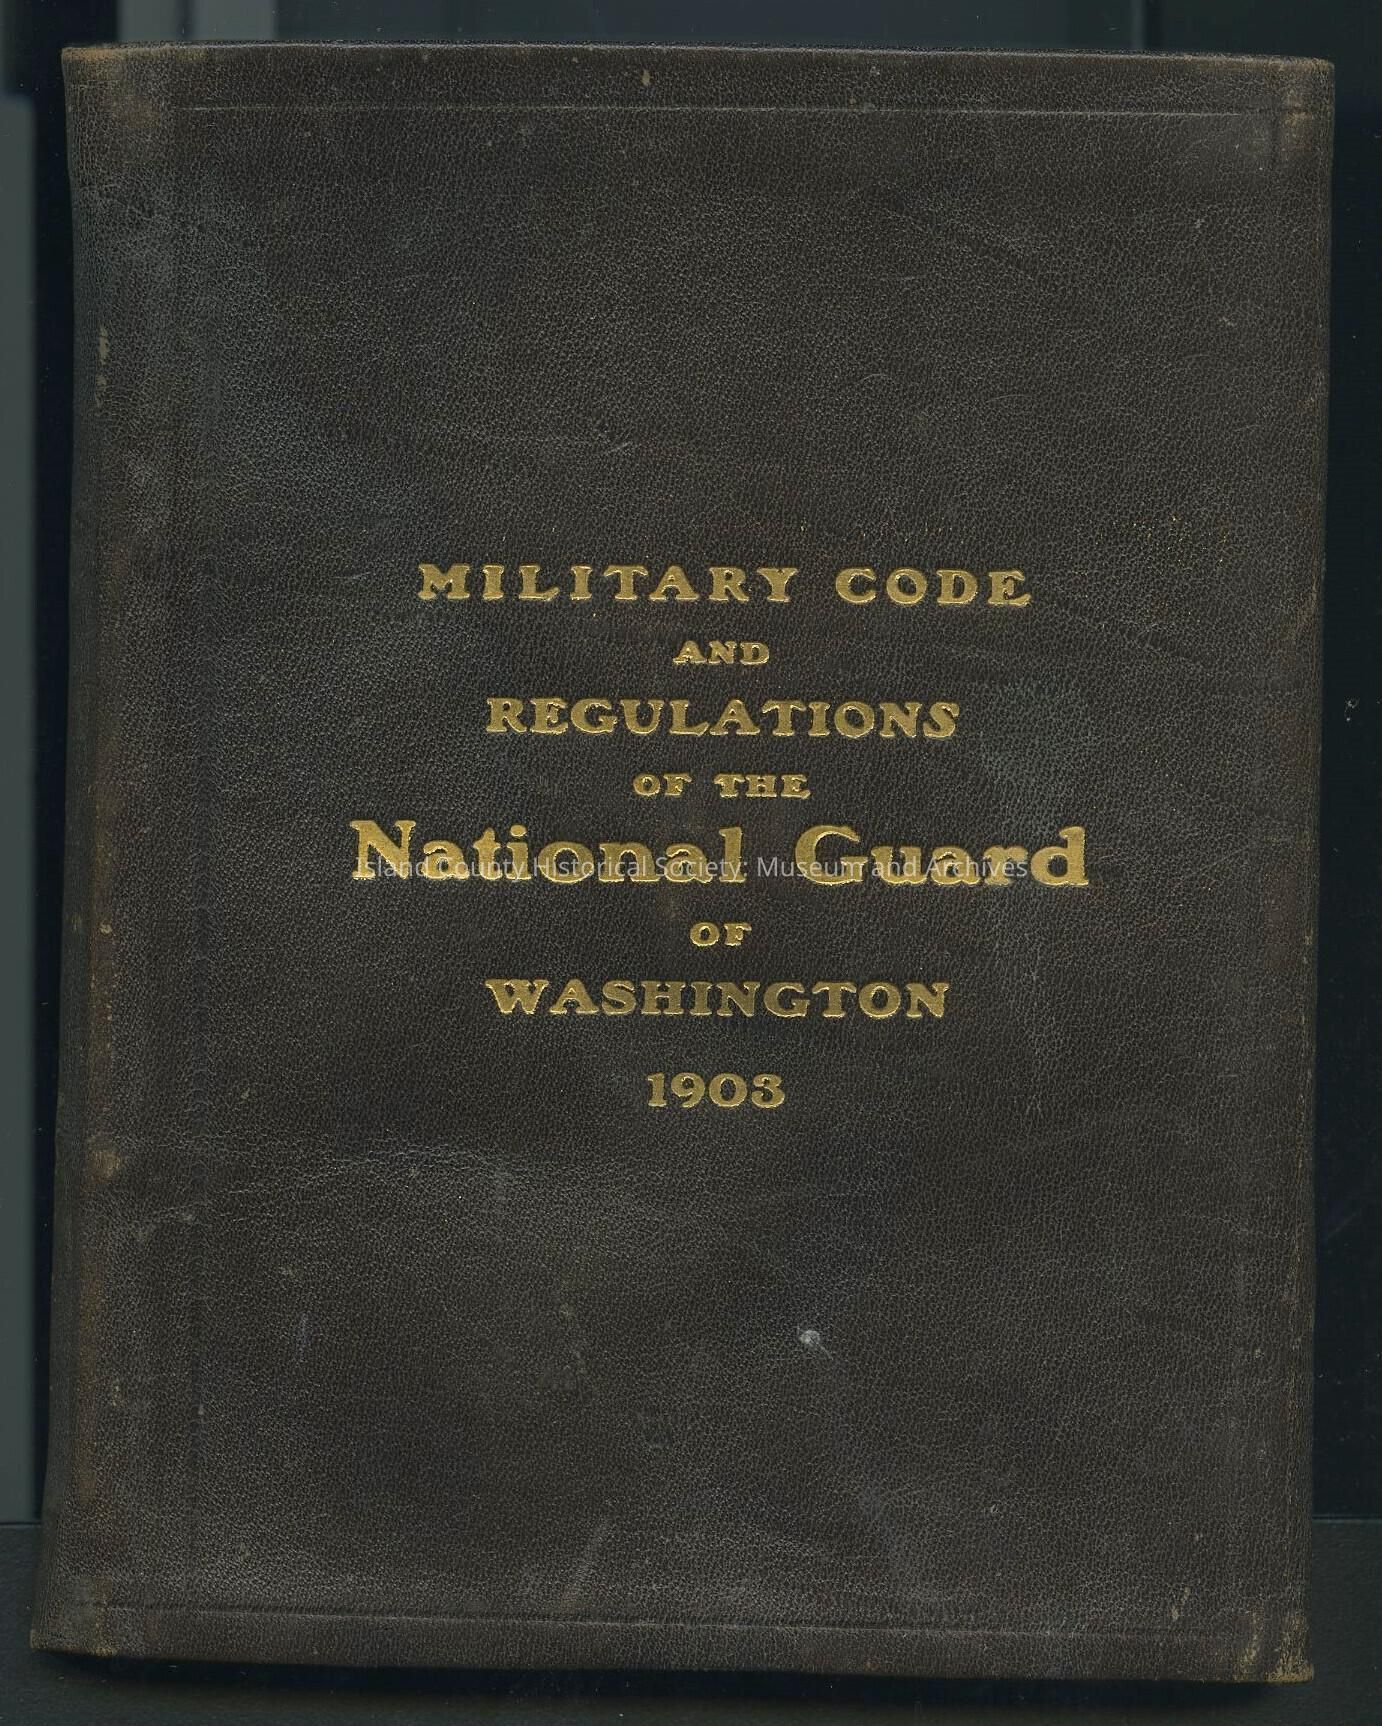 MILITARY CODE
AND
REGULATIONS
OF THE
National Guard
Island County Historical Society: Museum and Archives
OF
WASHINGTON
1903